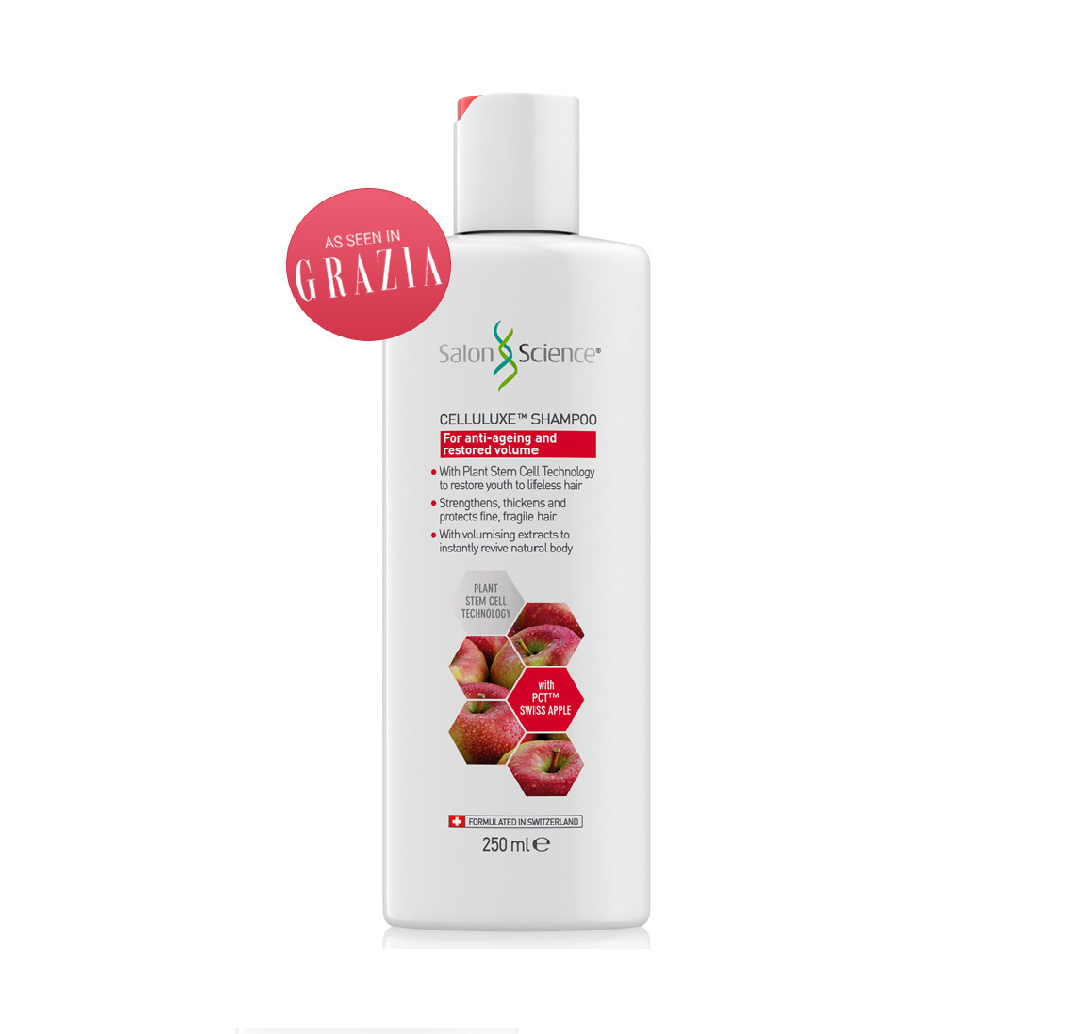 AS SEEN IN
GRAZIA
Salon Science®
CELLULUXE™ SHAMPOO
For anti-ageing and
restored volume
With Plant Stem Cell Technology
to restore youth to lifeless hair
Strengthens, thickens and
protects fine, fragile hair
With volumising extracts to
instantly revive natural body
PLANT
STEM CELL
TECHNOLOGY
with
PCT™
SWISS APPLE
FORMULATED IN SWITZERLAND
250 ml ℮